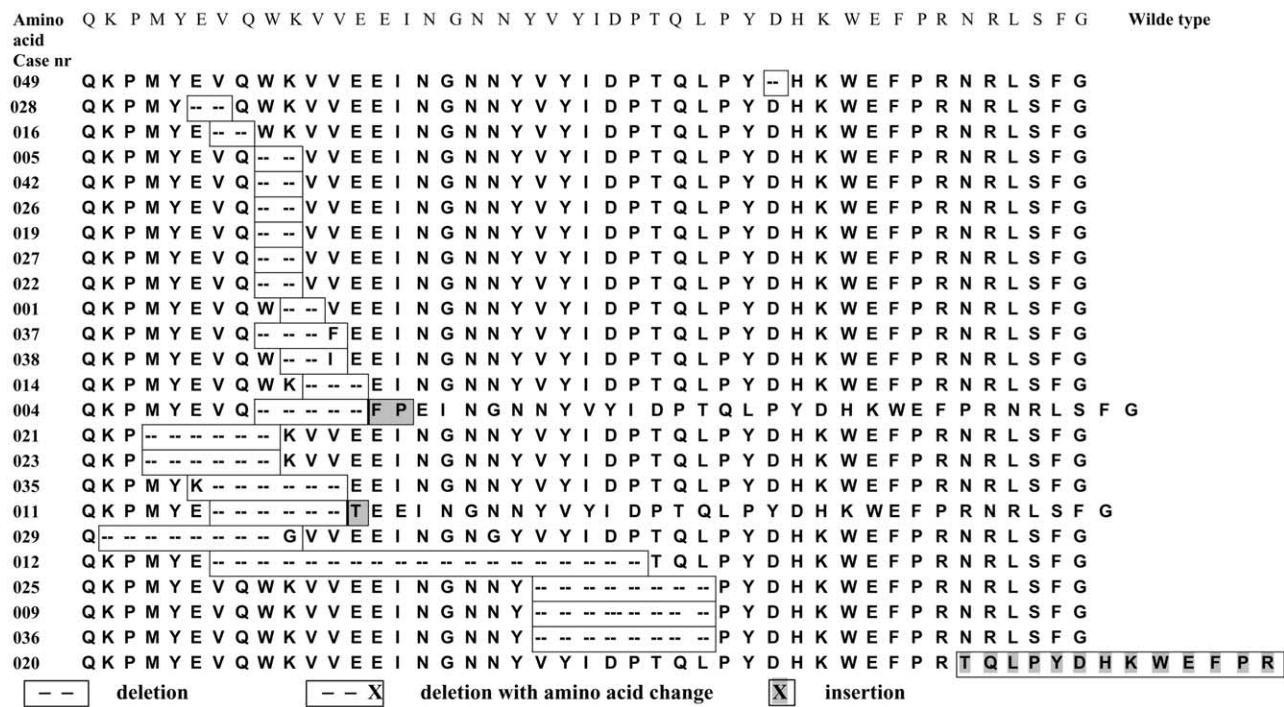 Amino acid Q K P M Y E V Q W K V V E E I N G N N Y V Y I D P T Q L P Y D H K W E F P R N R L S F G Wilde type
Case nr
049 Q K P M Y E V Q W K V V E E I N G N N Y V Y I D P T Q L P Y -- H K W E F P R N R L S F G
028 Q K P M Y -- -- Q W K V V E E I N G N N Y V Y I D P T Q L P Y D H K W E F P R N R L S F G
016 Q K P M Y E -- -- W K V V E E I N G N N Y V Y I D P T Q L P Y D H K W E F P R N R L S F G
005 Q K P M Y E V Q -- -- V V E E I N G N N Y V Y I D P T Q L P Y D H K W E F P R N R L S F G
042 Q K P M Y E V Q -- -- V V E E I N G N N Y V Y I D P T Q L P Y D H K W E F P R N R L S F G
026 Q K P M Y E V Q -- -- V V E E I N G N N Y V Y I D P T Q L P Y D H K W E F P R N R L S F G
019 Q K P M Y E V Q -- -- V V E E I N G N N Y V Y I D P T Q L P Y D H K W E F P R N R L S F G
027 Q K P M Y E V Q -- -- V V E E I N G N N Y V Y I D P T Q L P Y D H K W E F P R N R L S F G
022 Q K P M Y E V Q -- -- V V E E I N G N N Y V Y I D P T Q L P Y D H K W E F P R N R L S F G
001 Q K P M Y E V Q W -- -- V E E I N G N N Y V Y I D P T Q L P Y D H K W E F P R N R L S F G
037 Q K P M Y E V Q -- -- -- F E E I N G N N Y V Y I D P T Q L P Y D H K W E F P R N R L S F G
038 Q K P M Y E V Q W -- -- I E E I N G N N Y V Y I D P T Q L P Y D H K W E F P R N R L S F G
014 Q K P M Y E V Q W K -- -- -- E I N G N N Y V Y I D P T Q L P Y D H K W E F P R N R L S F G
004 Q K P M Y E V Q -- -- -- -- -- F P E I N G N N Y V Y I D P T Q L P Y D H K W E F P R N R L S F G
021 Q K P -- -- -- -- -- -- K V V E E I N G N N Y V Y I D P T Q L P Y D H K W E F P R N R L S F G
023 Q K P -- -- -- -- -- -- K V V E E I N G N N Y V Y I D P T Q L P Y D H K W E F P R N R L S F G
035 Q K P M Y K -- -- -- -- -- -- E E I N G N N Y V Y I D P T Q L P Y D H K W E F P R N R L S F G
011 Q K P M Y E -- -- -- -- -- -- T E E I N G N N Y V Y I D P T Q L P Y D H K W E F P R N R L S F G
029 Q -- -- -- -- -- -- -- -- G V V E E I N G N G Y V Y I D P T Q L P Y D H K W E F P R N R L S F G
012 Q K P M Y E -- -- -- -- -- -- -- -- -- -- -- -- -- -- -- -- -- -- -- T Q L P Y D H K W E F P R N R L S F G
025 Q K P M Y E V Q W K V V E E I N G N N Y -- -- -- -- -- -- -- -- P Y D H K W E F P R N R L S F G
009 Q K P M Y E V Q W K V V E E I N G N N Y -- -- -- -- -- -- -- -- P Y D H K W E F P R N R L S F G
036 Q K P M Y E V Q W K V V E E I N G N N Y -- -- -- -- -- -- -- -- P Y D H K W E F P R N R L S F G
020 Q K P M Y E V Q W K V V E E I N G N N Y V Y I D P T Q L P Y D H K W E F P R T Q L P Y D H K W E F P R
-- -- deletion -- -- X deletion with amino acid change X insertion